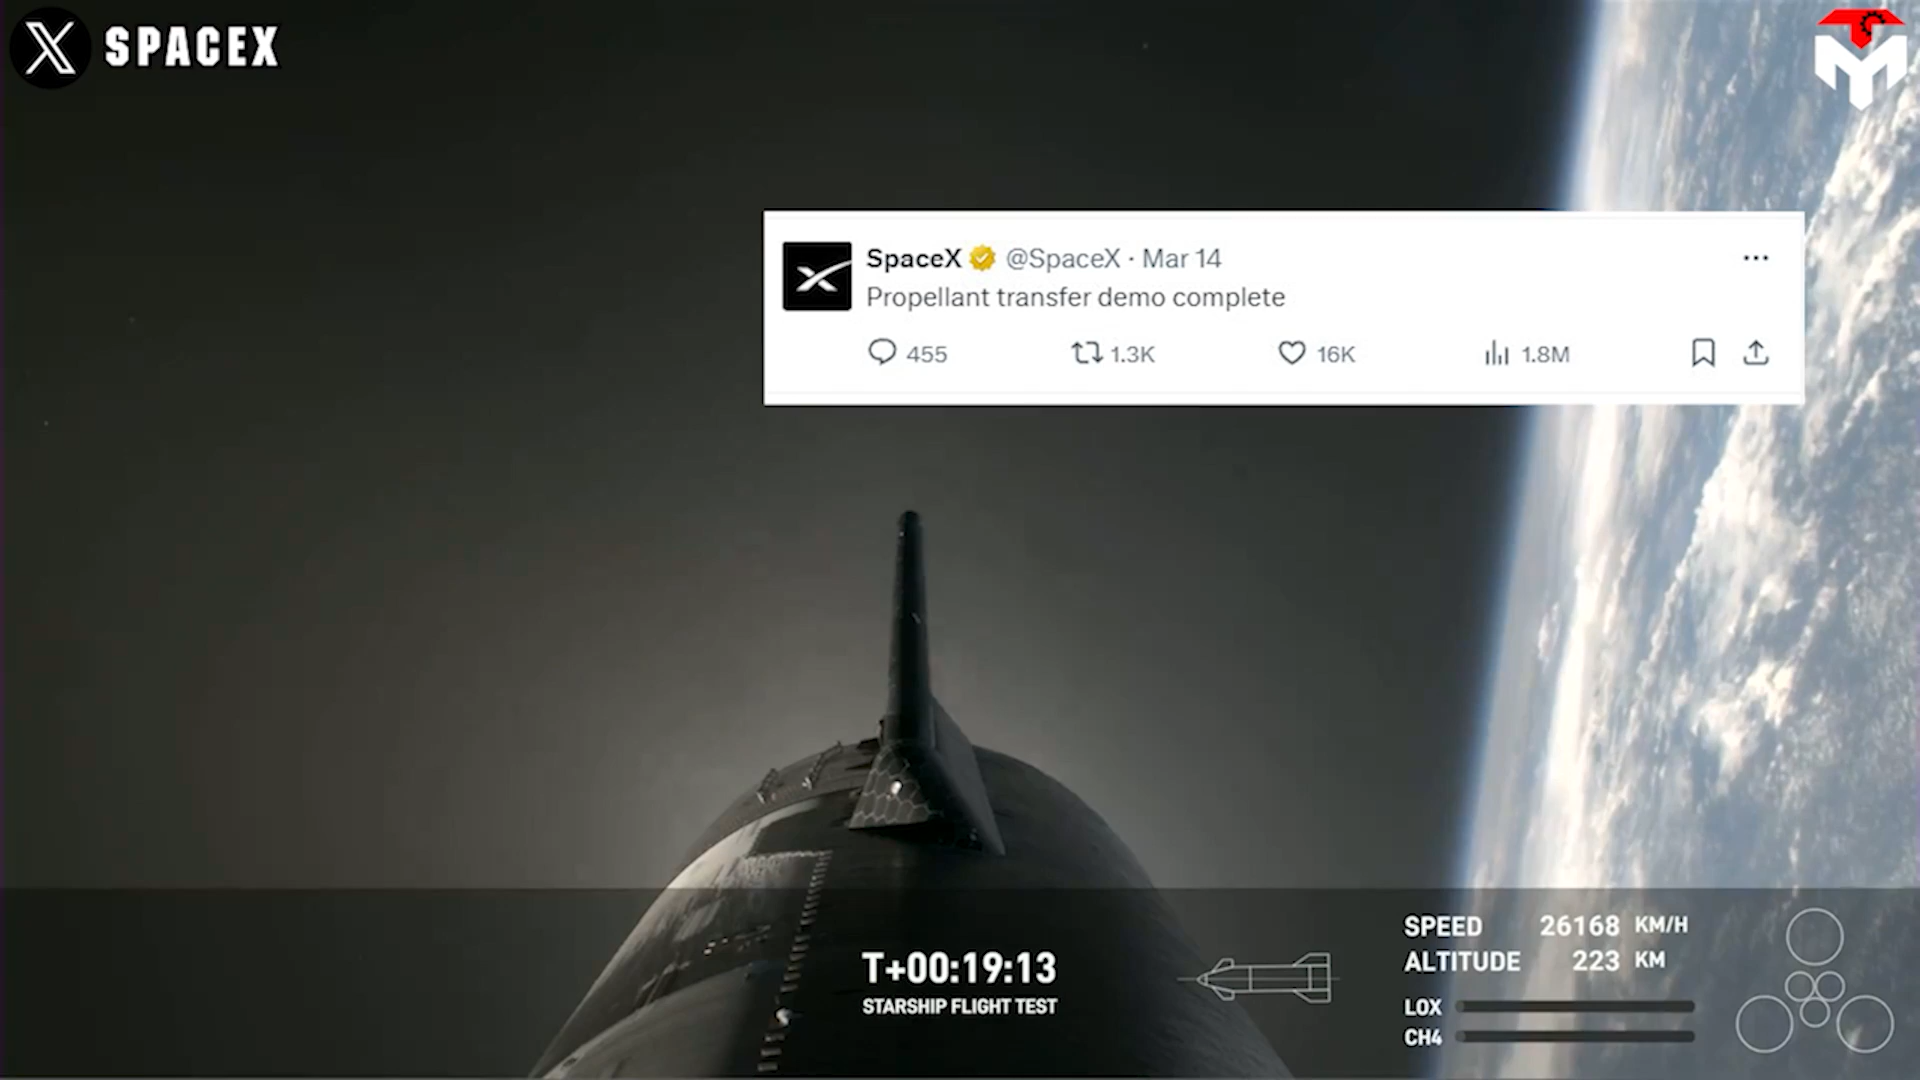 SPACEX
SpaceX @SpaceX · Mar 14
Propellant transfer demo complete
455 1.3K 16K 1.8M
T+00:19:13
STARSHIP FLIGHT TEST
SPEED 26168 KM/H
ALTITUDE 223 KM
LOX
CH4